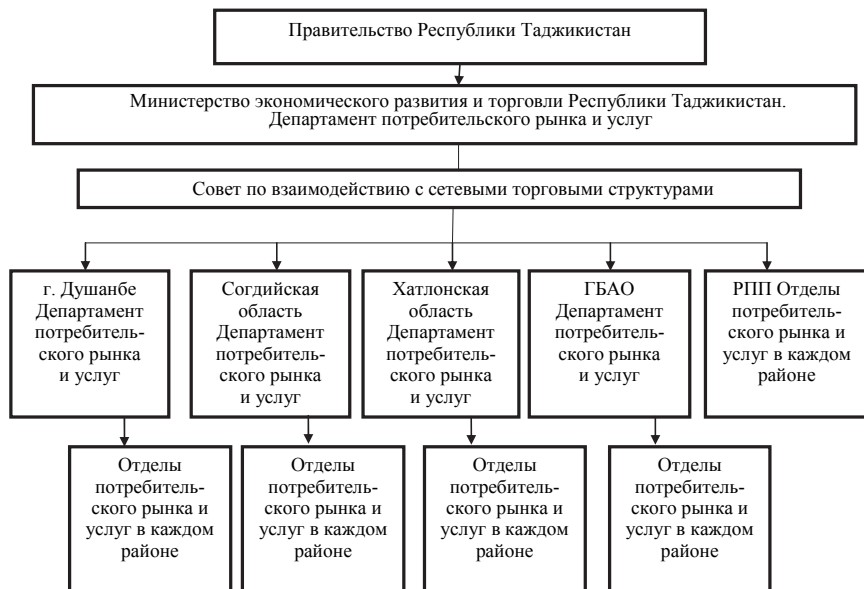 Правительство Республики Таджикистан
Министерство экономического развития и торговли Республики Таджикистан.
Департамент потребительского рынка и услуг
Совет по взаимодействию с сетевыми торговыми структурами
г. Душанбе
Департамент
потребитель-
ского рынка
и услуг
Согдийская
область
Департамент
потребитель-
ского рынка
и услуг
Хатлонская
область
Департамент
потребитель-
ского рынка
и услуг
ГБАО
Департамент
потребитель-
ского рынка
и услуг
РПП Отделы
потребитель-
ского рынка и
услуг в каждом
районе
Отделы
потребитель-
ского рынка и
услуг в каждом
районе
Отделы
потребитель-
ского рынка и
услуг в каждом
районе
Отделы
потребитель-
ского рынка и
услуг в каждом
районе
Отделы
потребитель-
ского рынка и
услуг в каждом
районе